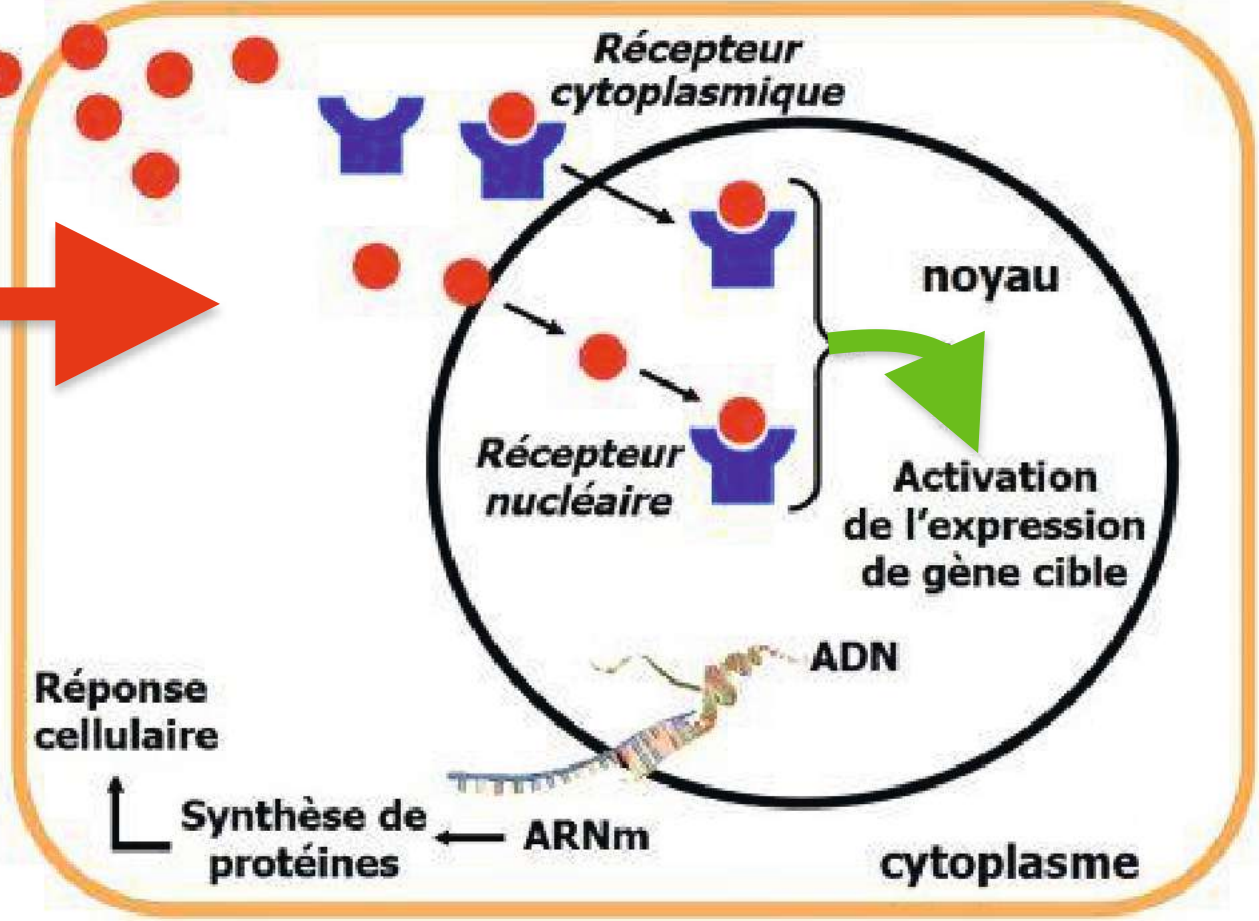 Récepteur
cytoplasmique
noyau
Récepteur
nucléaire
Activation
de l'expression
de gène cible
ADN
Réponse
cellulaire
Synthèse de
protéines
ARNm
cytoplasme